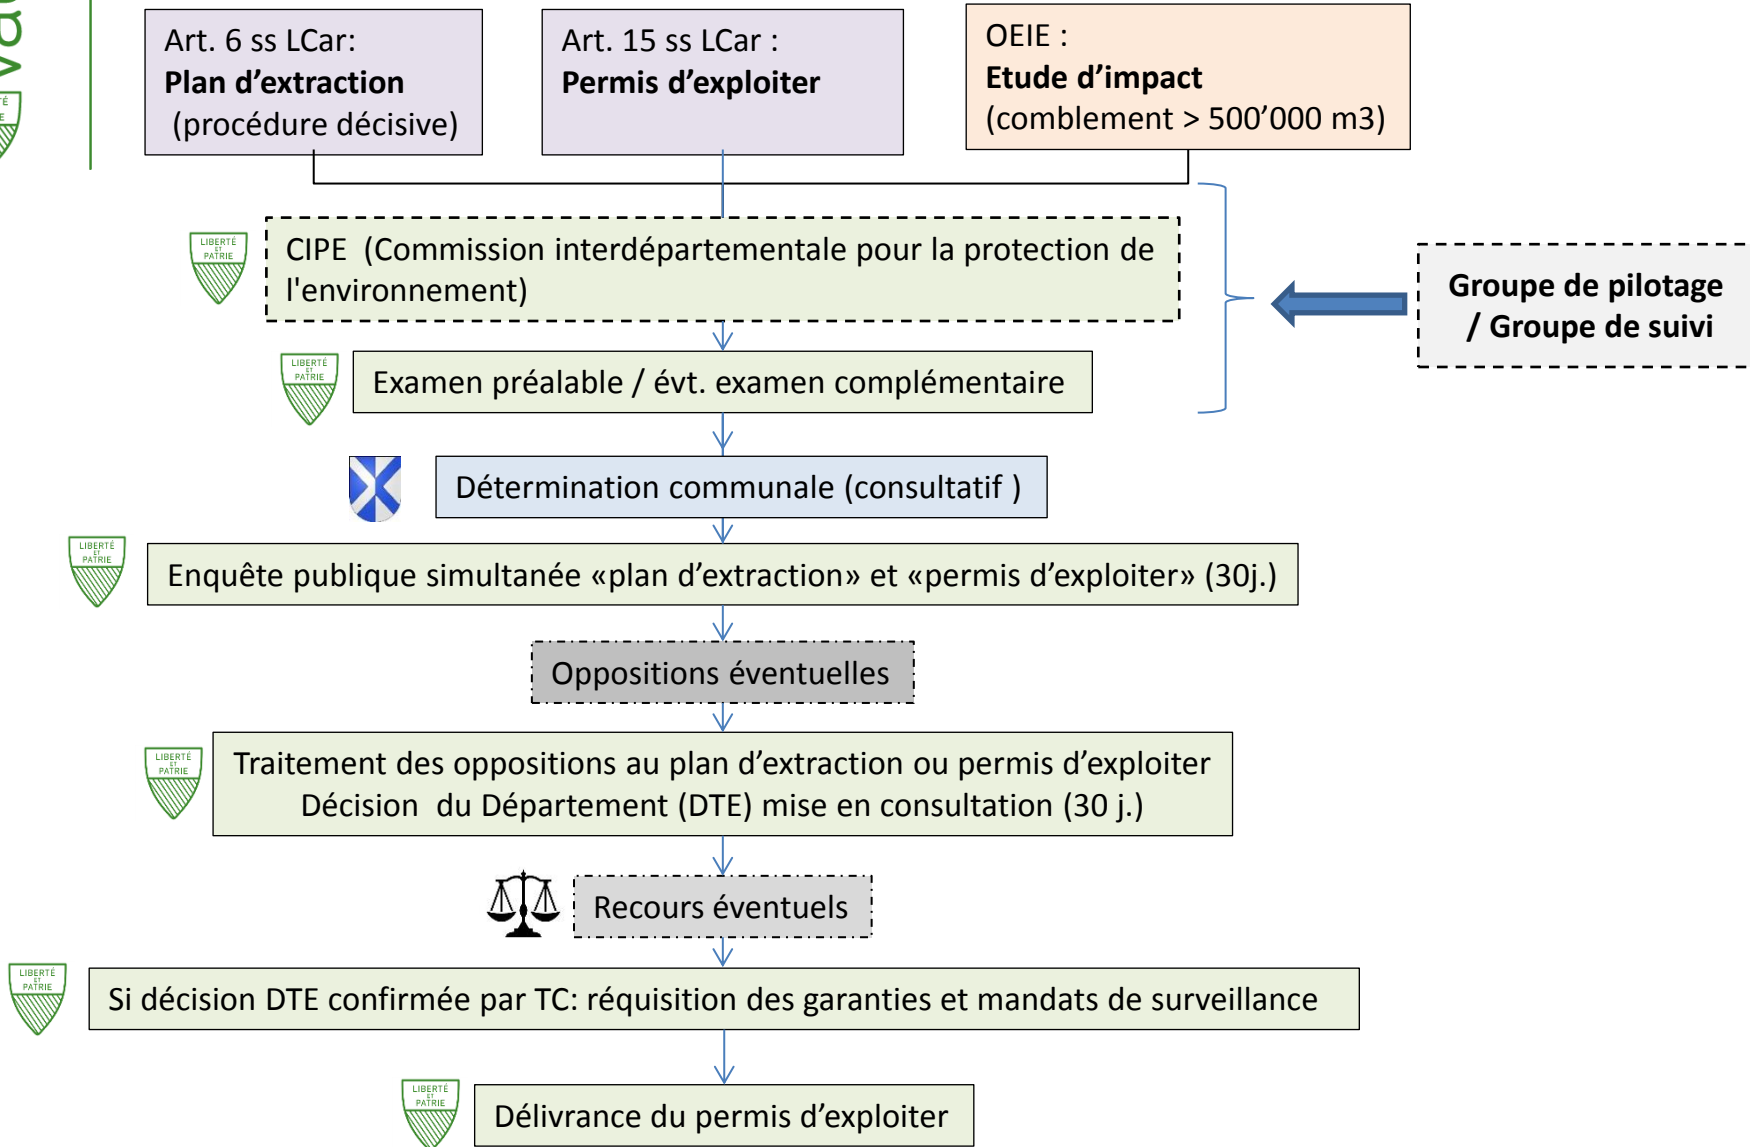 Art. 6 ss LCar:
Plan d’extraction
(procédure décisive)
Art. 15 ss LCar :
Permis d’exploiter
OEIE :
Etude d’impact
(comblement > 500’000 m3)
LIBERTÉ
ET
PATRIE
CIPE (Commission interdépartementale pour la protection de
l'environnement)
Groupe de pilotage
/ Groupe de suivi
LIBERTÉ
ET
PATRIE
Examen préalable / évt. examen complémentaire
Détermination communale (consultatif )
LIBERTÉ
ET
PATRIE
Enquête publique simultanée «plan d’extraction» et «permis d’exploiter» (30j.)
Oppositions éventuelles
LIBERTÉ
ET
PATRIE
Traitement des oppositions au plan d’extraction ou permis d’exploiter
Décision du Département (DTE) mise en consultation (30 j.)
Recours éventuels
LIBERTÉ
ET
PATRIE
Si décision DTE confirmée par TC: réquisition des garanties et mandats de surveillance
LIBERTÉ
ET
PATRIE
Délivrance du permis d’exploiter